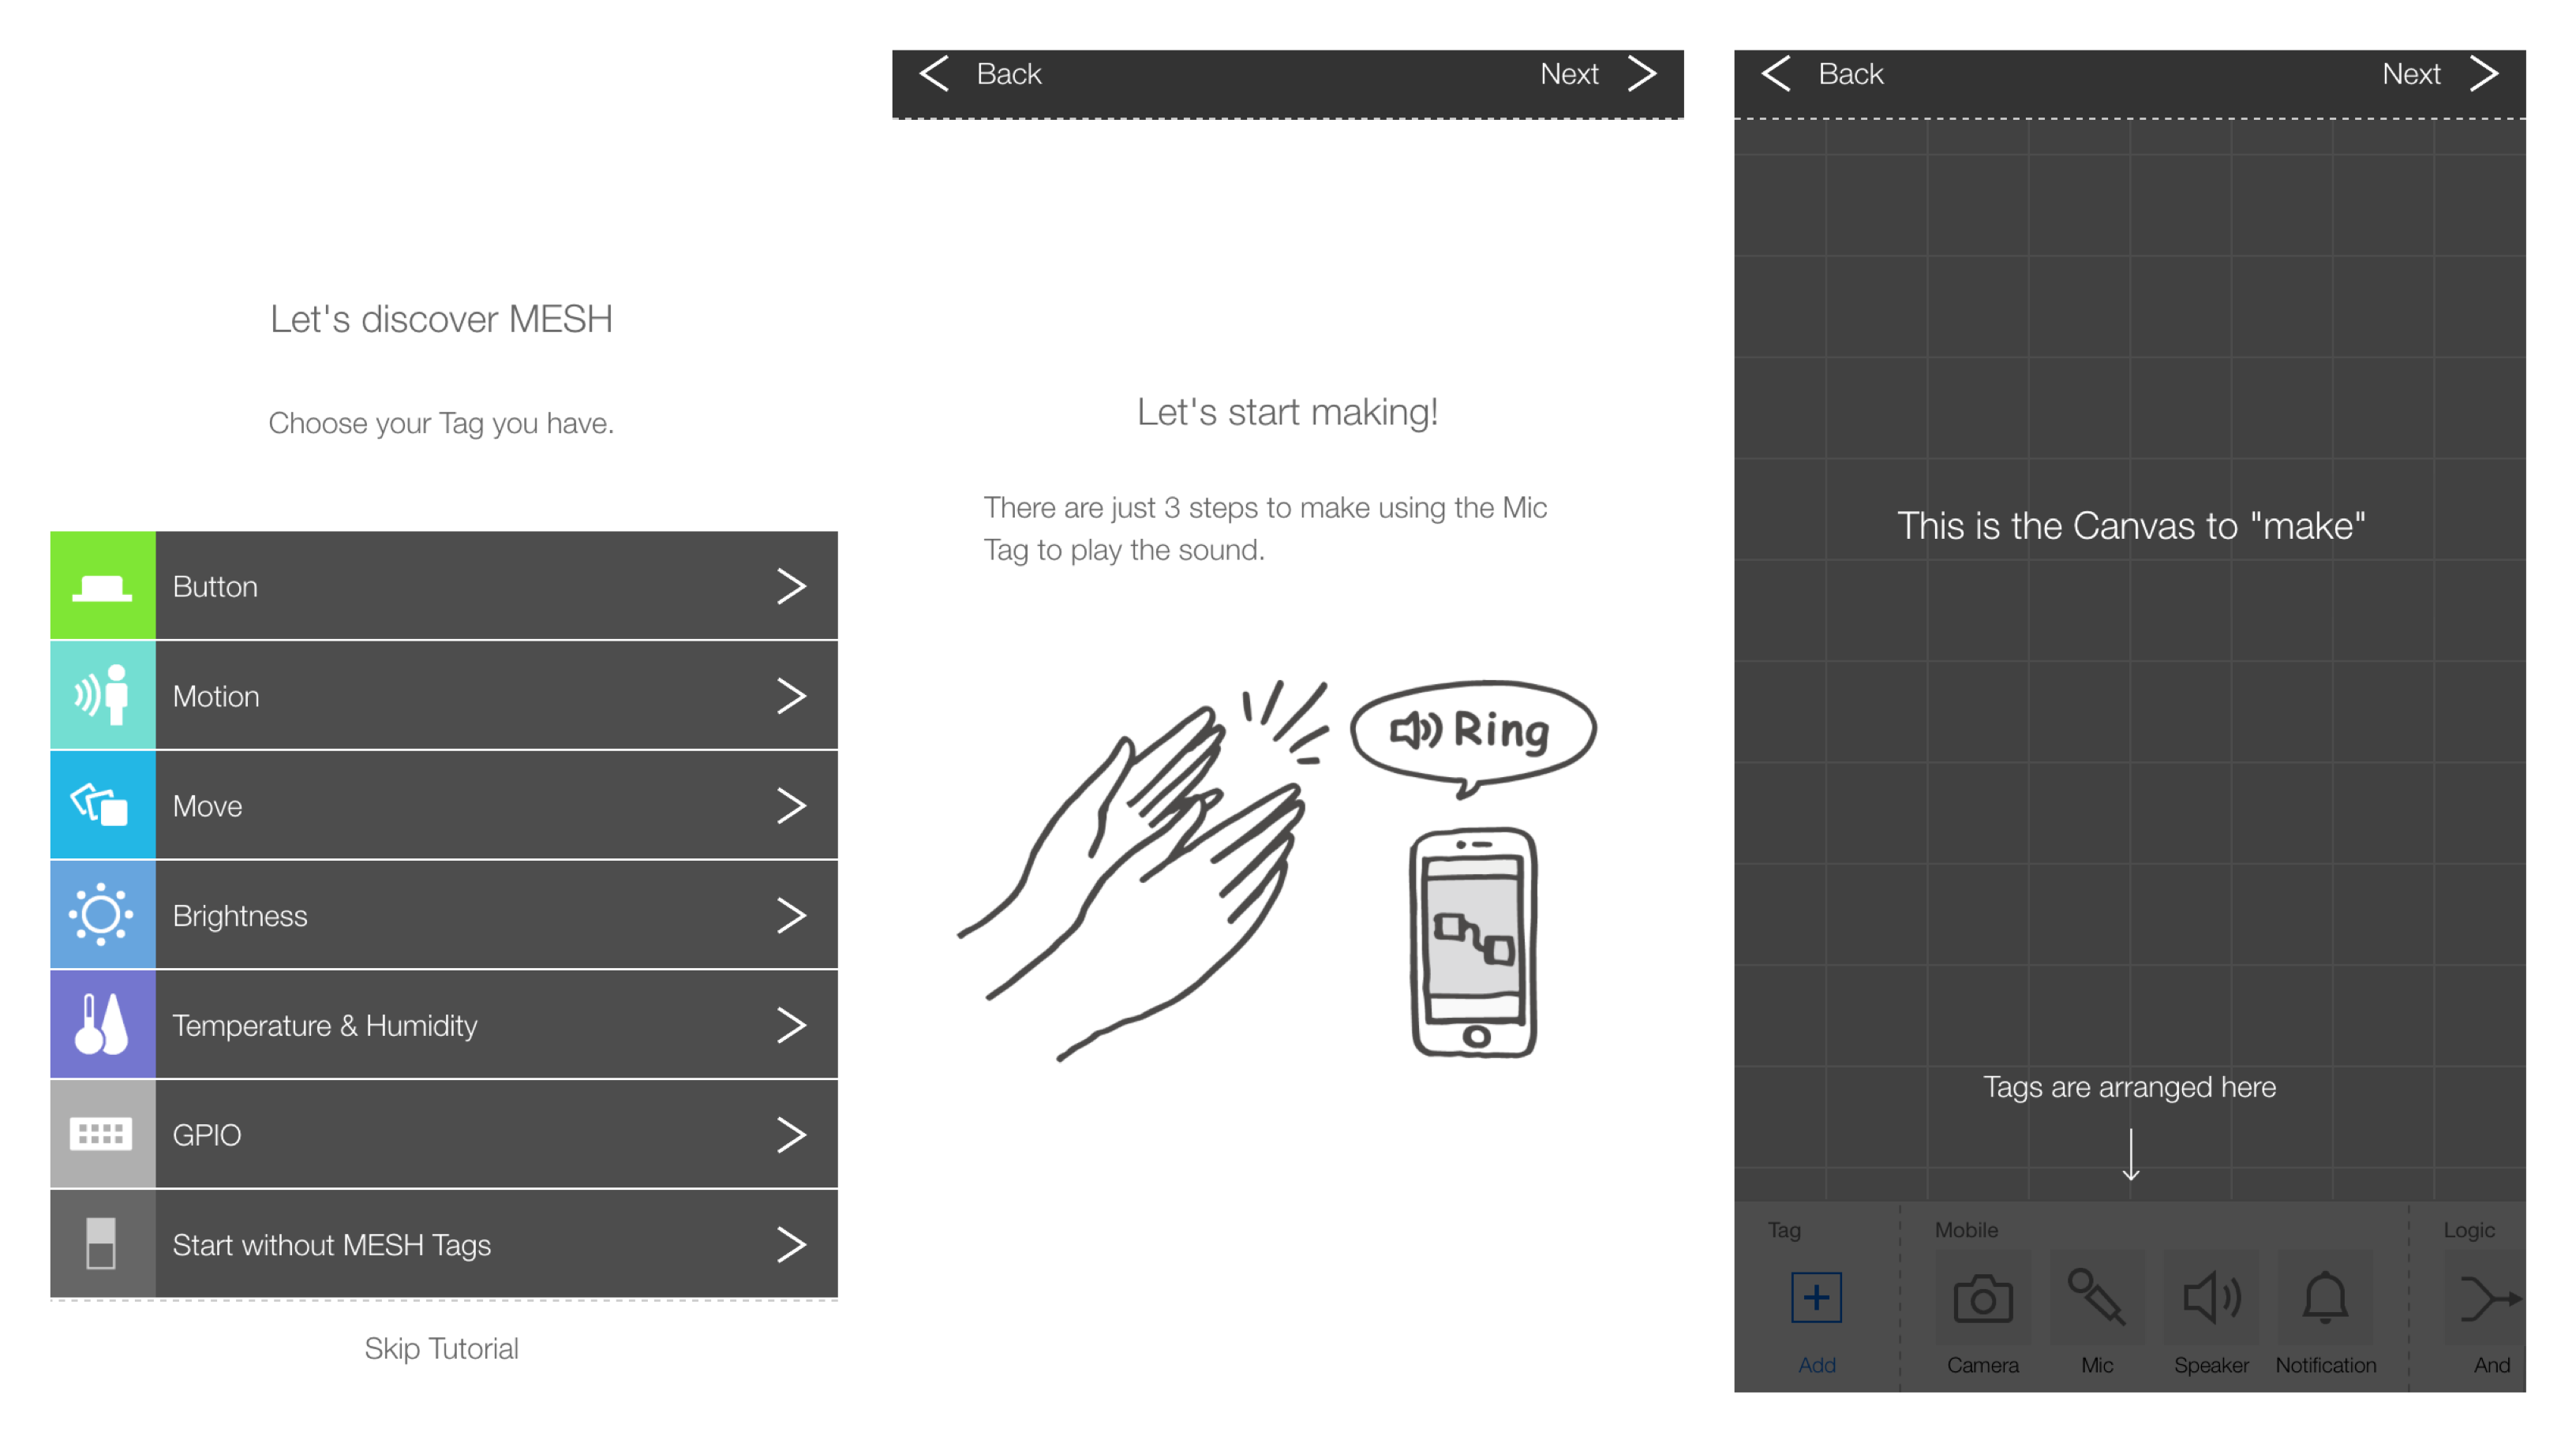 Let's discover MESH
Choose your Tag you have.
Button
Motion
Move
Brightness
Temperature & Humidity
GPIO
Start without MESH Tags
Skip Tutorial
Back
Next
Let's start making!
There are just 3 steps to make using the Mic
Tag to play the sound.
Ring
Back
Next
This is the Canvas to "make"
Tags are arranged here
Tag
Mobile
Logic
Add
Camera
Mic
Speaker
Notification
And